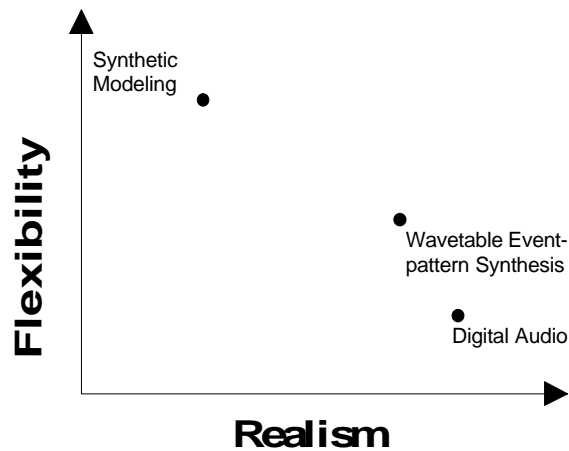 Synthetic
Modeling
Flexibility
Wavetable Event-
pattern Synthesis
Digital Audio
Realism